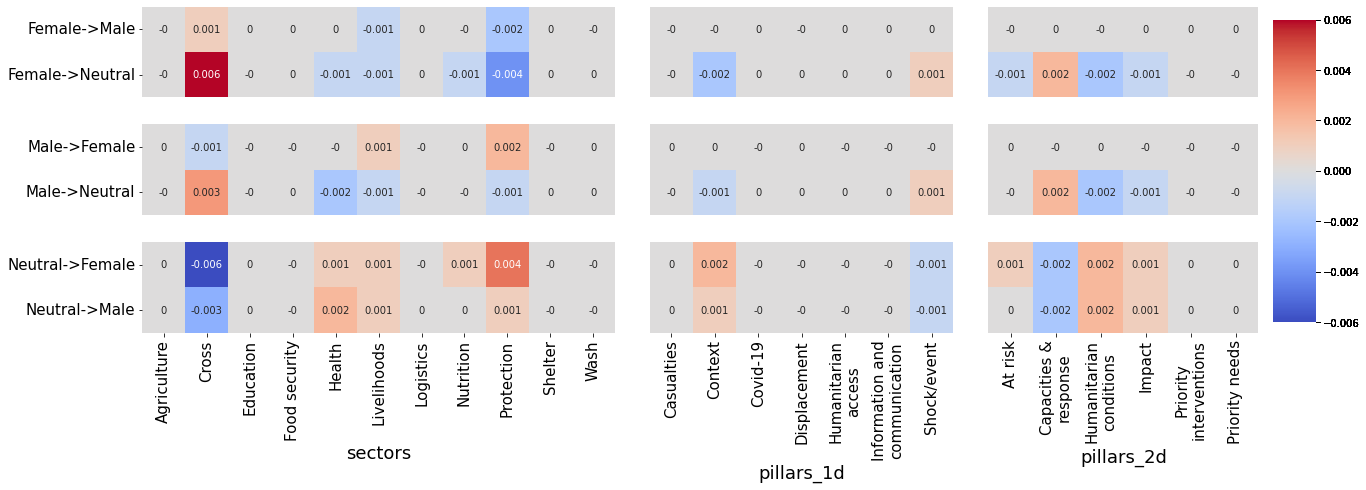 Female->Male -0 0.001 0 0 0 -0.001 0 -0 -0.002 0 -0 -0 -0 0 0 0 0 0 -0 0 -0 0 0 -0
Female->Neutral -0 0.006 -0 0 -0.001 -0.001 0 -0.001 -0.004 0 0 -0 -0.002 0 0 0 0 0.001 -0.001 0.002 -0.002 -0.001 -0 -0
Male->Female 0 -0.001 -0 -0 -0 0.001 -0 0 0.002 -0 0 0 0 -0 0 -0 -0 -0 0 -0 0 -0 -0 0
Male->Neutral -0 0.003 -0 0 -0.002 -0.001 0 -0 -0.001 0 0 -0 -0.001 0 0 0 0 0.001 -0 0.002 -0.002 -0.001 -0 -0
Neutral->Female 0 -0.006 0 -0 0.001 0.001 -0 0.001 0.004 -0 -0 0 0.002 -0 -0 -0 -0 -0.001 0.001 -0.002 0.002 0.001 0 0
Neutral->Male 0 -0.003 0 -0 0.002 0.001 -0 0 0.001 -0 -0 0 0.001 -0 -0 -0 -0 -0.001 0 -0.002 0.002 0.001 0 0
Agriculture
Cross
Education
Food security
Health
Livelihoods
Logistics
Nutrition
Protection
Shelter
Wash
sectors
Casualties
Context
Covid-19
Displacement
Humanitarian
access
Information and
communication
Shock/event
pillars_1d
At risk
Capacities &
response
Humanitarian
conditions
Impact
Priority
interventions
Priority needs
pillars_2d
0.006
0.004
0.002
0.000
−0.002
−0.004
−0.006